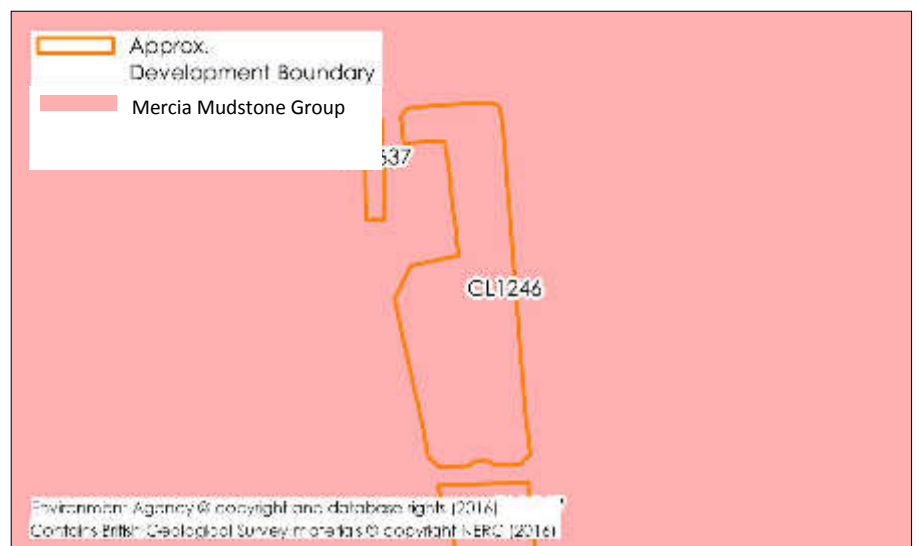 Approx.
Development Boundary
Mercia Mudstone Group
637
CL1246
Environment Agency © copyright and database rights (2016)
Contains British Geological Survey materials © copyright NERC (2016)